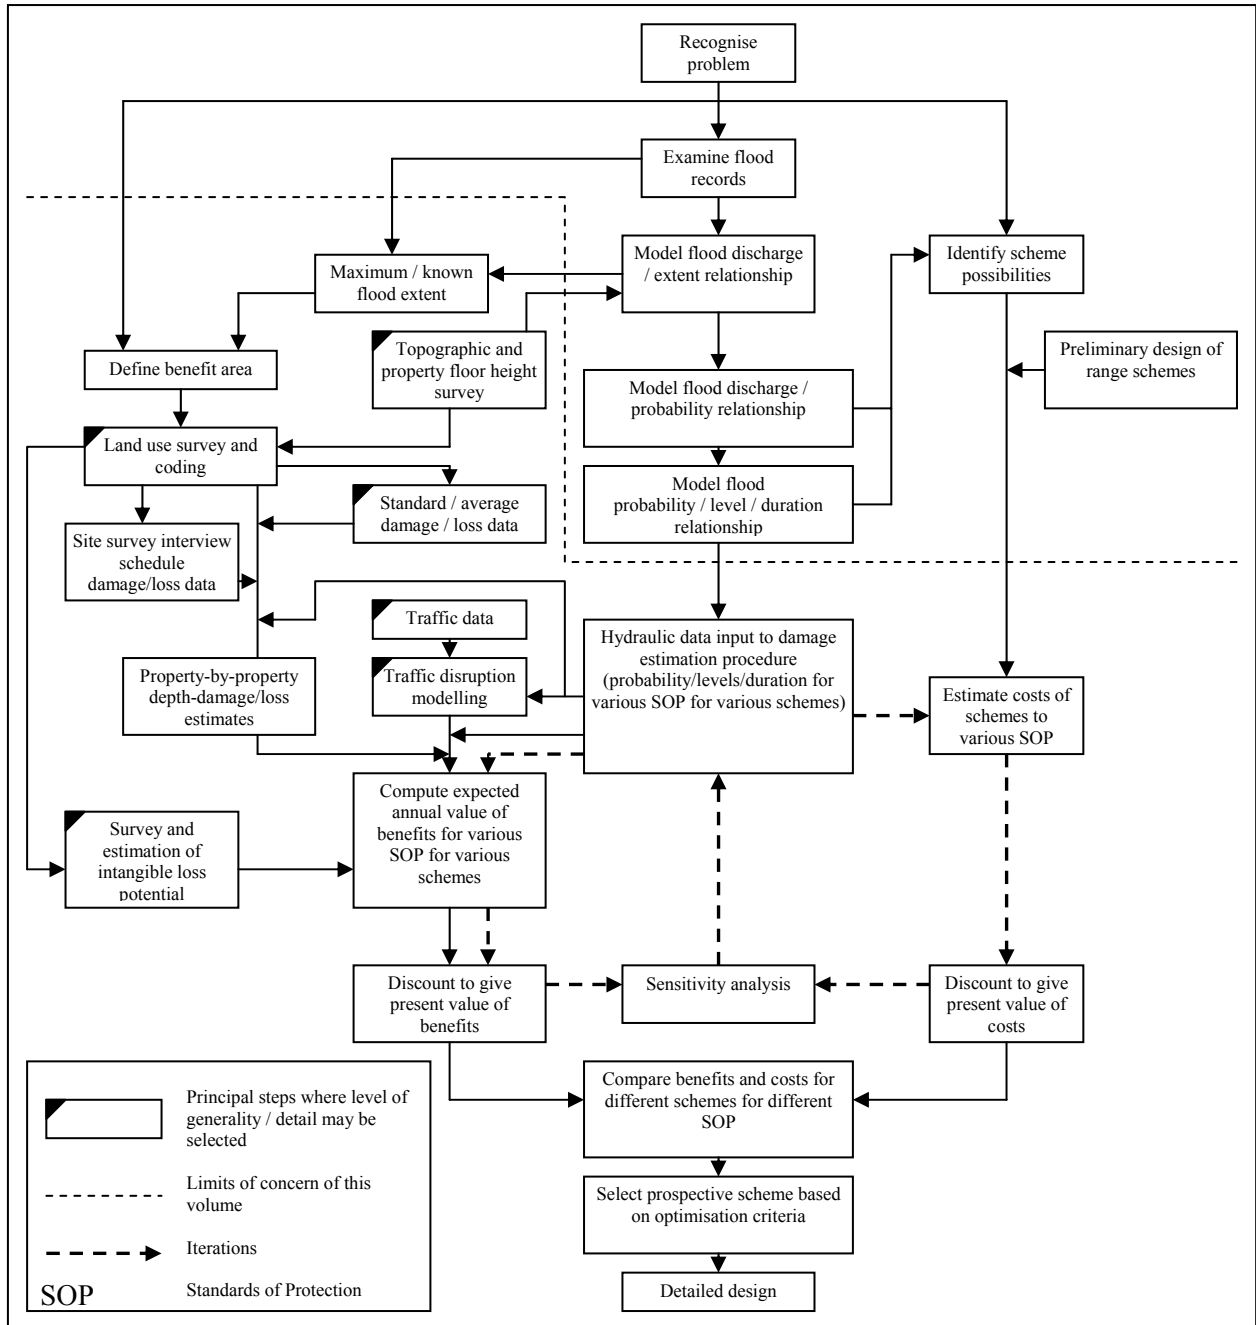 Recognise
problem
Examine flood
records
Model flood discharge
/ extent relationship
Identify scheme
possibilities
Maximum / known
flood extent
Topographic and
property floor height
survey
Preliminary design of
range schemes
Define benefit area
Model flood discharge /
probability relationship
Land use survey and
coding
Model flood
probability / level / duration
relationship
Standard / average
damage / loss data
Site survey interview
schedule
damage/loss data
Traffic data
Hydraulic data input to damage
estimation procedure
(probability/levels/duration for
various SOP for various schemes)
Property-by-property
depth-damage/loss
estimates
Traffic disruption
modelling
Estimate costs of
schemes to
various SOP
Compute expected
annual value of
benefits for various
SOP for various
schemes
Survey and
estimation of
intangible loss
potential
Discount to give
present value of
benefits
Sensitivity analysis
Discount to give
present value of
costs
Compare benefits and costs for
different schemes for different
SOP
Select prospective scheme based
on optimisation criteria
Detailed design
Principal steps where level of
generality / detail may be
selected
Limits of concern of this
volume
Iterations
SOP Standards of Protection